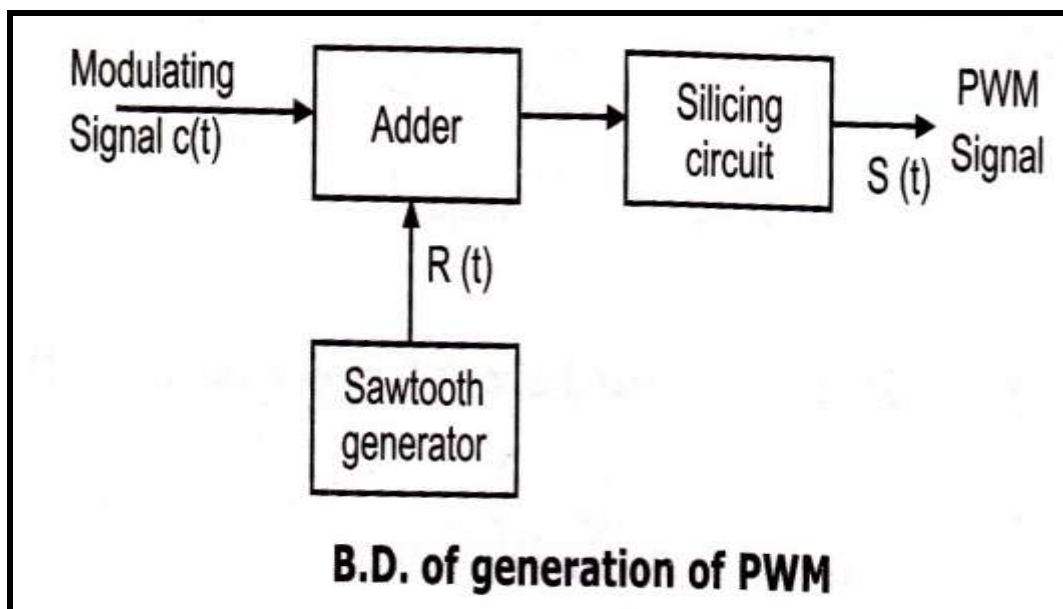 Modulating
Signal c(t)
Adder
Silicing
circuit
PWM
Signal
S (t)
R (t)
Sawtooth
generator
B.D. of generation of PWM